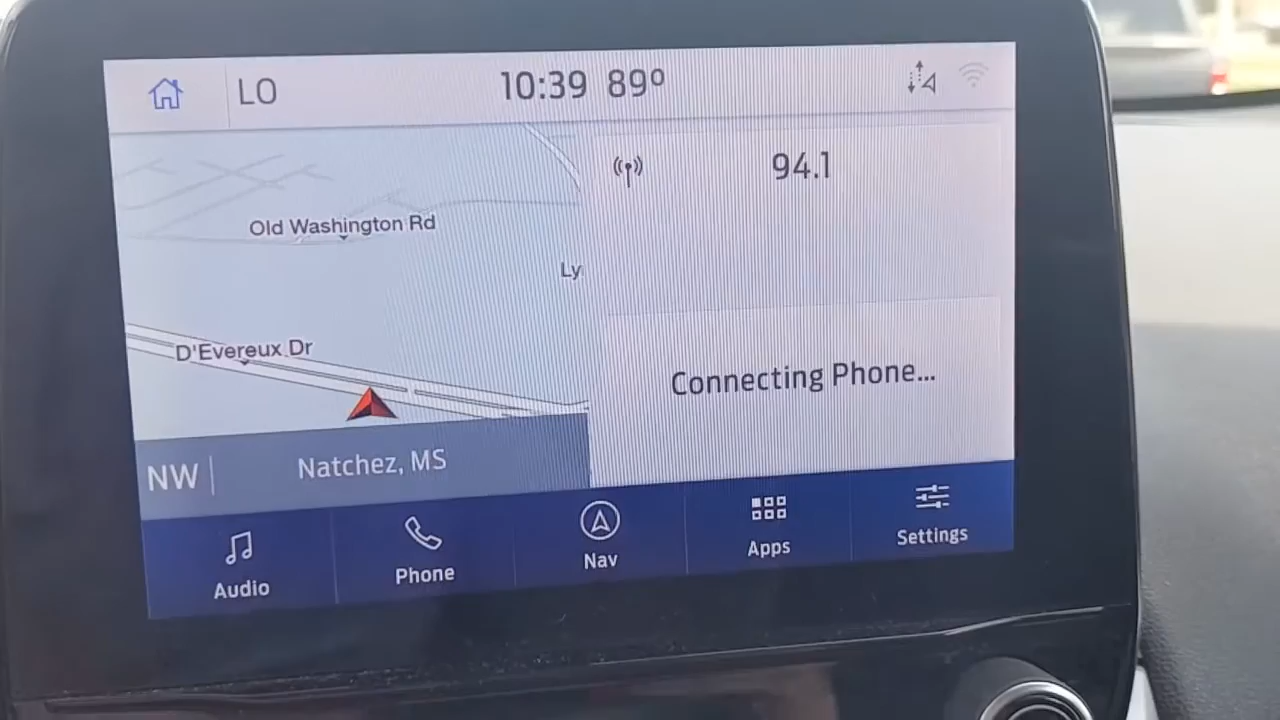 LO
10:39 89°
94.1
Old Washington Rd
Ly
D'Evereux Dr
Connecting Phone...
NW
Natchez, MS
Audio
Phone
Nav
Apps
Settings